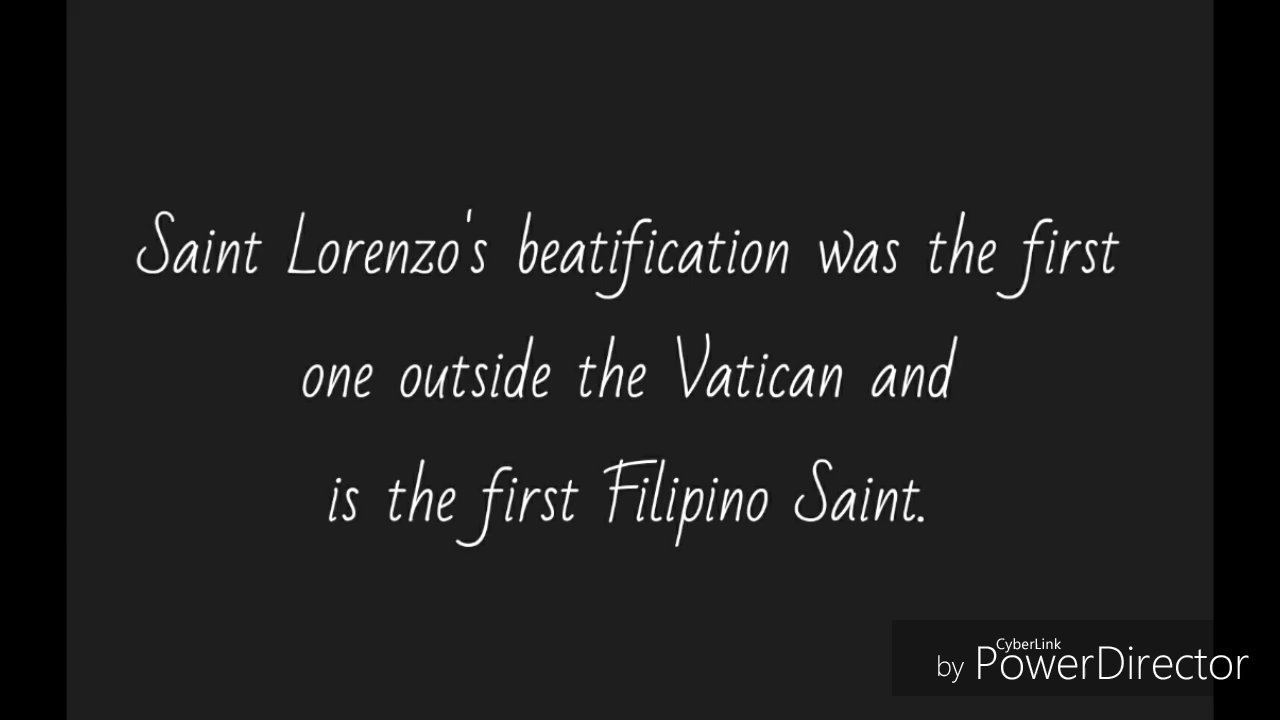 Saint Lorenzo's beatification was the first
one outside the Vatican and
is the first Filipino Saint.
CyberLink
by PowerDirector